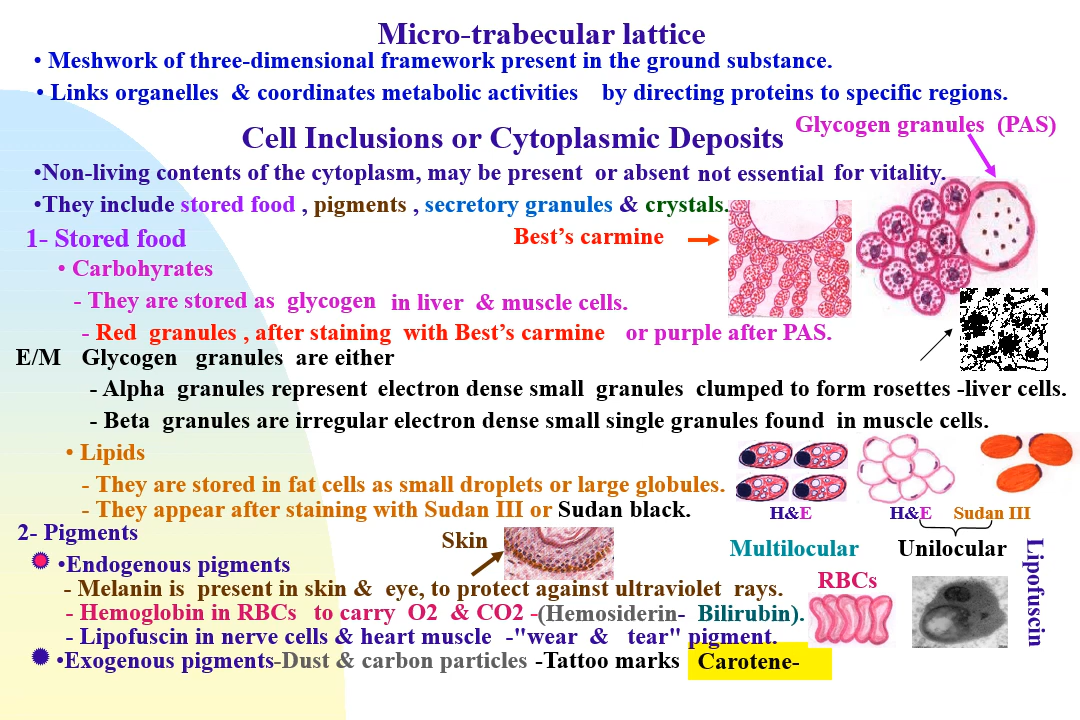 Micro-trabecular lattice
• Meshwork of three-dimensional framework present in the ground substance.
• Links organelles & coordinates metabolic activities by directing proteins to specific regions.
Glycogen granules (PAS)
Cell Inclusions or Cytoplasmic Deposits
•Non-living contents of the cytoplasm, may be present or absent not essential for vitality.
•They include stored food , pigments , secretory granules & crystals.
1- Stored food
Best's carmine
• Carbohyrates
- They are stored as glycogen in liver & muscle cells.
- Red granules , after staining with Best's carmine or purple after PAS.
E/M Glycogen granules are either
- Alpha granules represent electron dense small granules clumped to form rosettes -liver cells.
- Beta granules are irregular electron dense small single granules found in muscle cells.
• Lipids
- They are stored in fat cells as small droplets or large globules.
- They appear after staining with Sudan III or Sudan black.
H&E
H&E
Sudan III
Multilocular
Unilocular
2- Pigments
Skin
•Endogenous pigments
- Melanin is present in skin & eye, to protect against ultraviolet rays.
RBCs
Lipofuscin
- Hemoglobin in RBCs to carry O2 & CO2 -(Hemosiderin- Bilirubin).
- Lipofuscin in nerve cells & heart muscle -"wear & tear" pigment.
•Exogenous pigments-Dust & carbon particles -Tattoo marks Carotene-